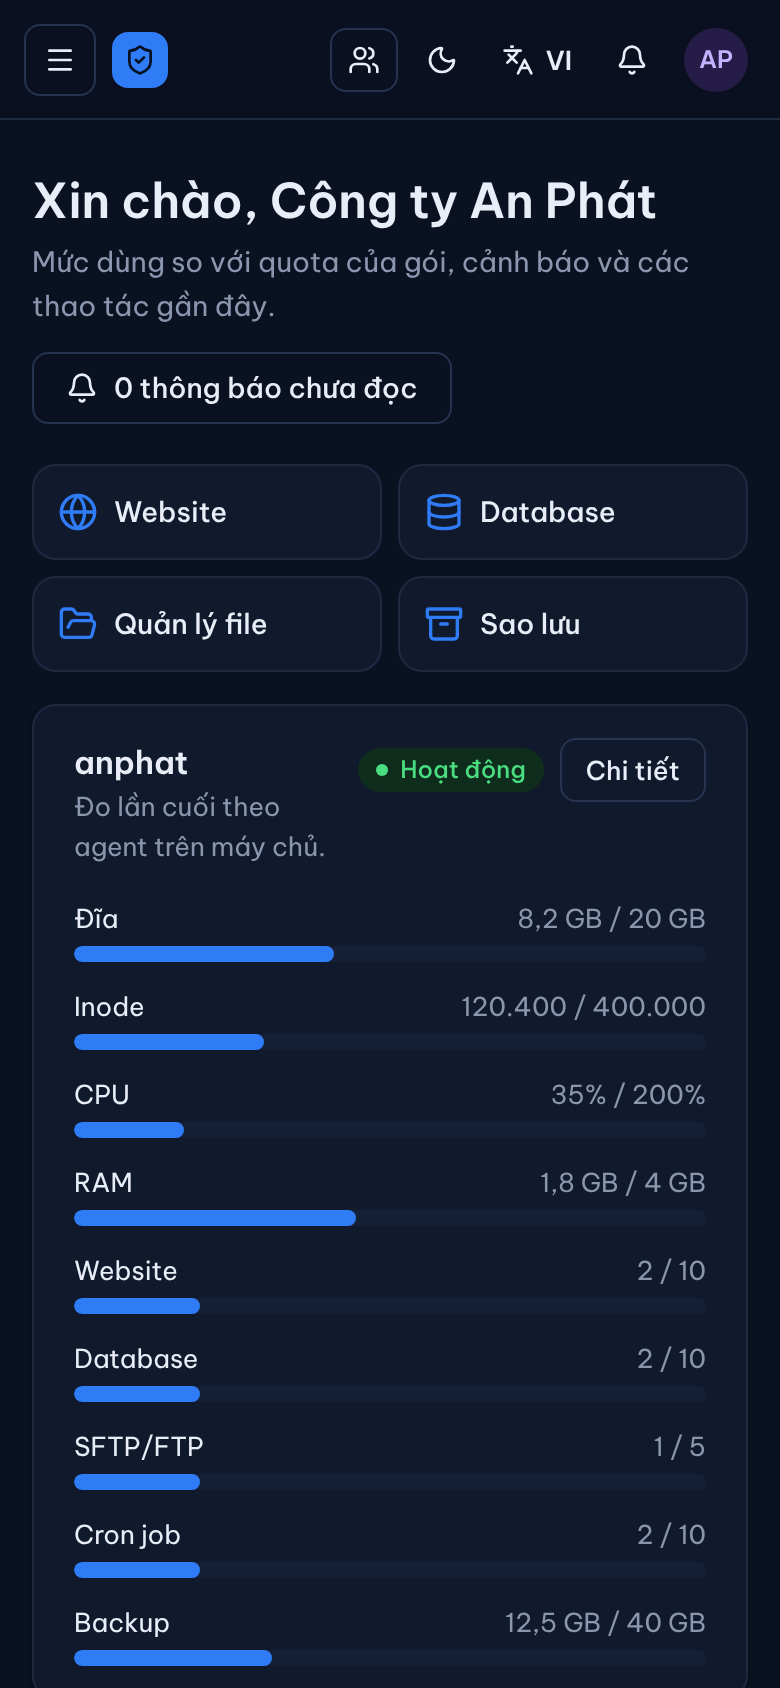 VI
AP
Xin chào, Công ty An Phát
Mức dùng so với quota của gói, cảnh báo và các
thao tác gần đây.
0 thông báo chưa đọc
Website
Database
Quản lý file
Sao lưu
anphat
Hoạt động
Chi tiết
Đo lần cuối theo
agent trên máy chủ.
Đĩa
8,2 GB / 20 GB
Inode
120.400 / 400.000
CPU
35% / 200%
RAM
1,8 GB / 4 GB
Website
2 / 10
Database
2 / 10
SFTP/FTP
1 / 5
Cron job
2 / 10
Backup
12,5 GB / 40 GB